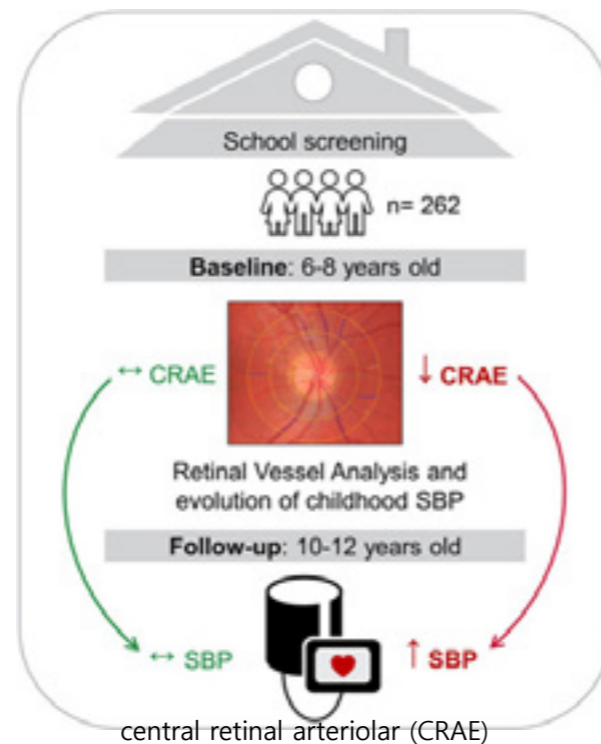 School screening
n= 262
Baseline: 6-8 years old
↔ CRAE
↓ CRAE
Retinal Vessel Analysis and
evolution of childhood SBP
Follow-up: 10-12 years old
↔ SBP
↑ SBP
central retinal arteriolar (CRAE)